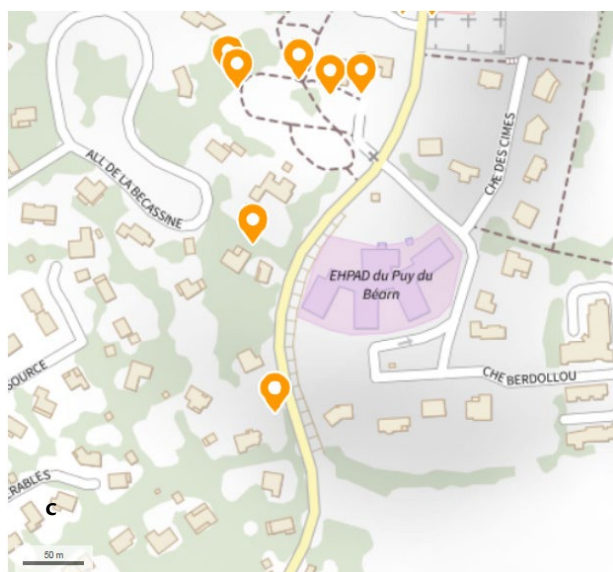 ALL DE LA BECASSINE
CHE DES CIMES
EHPAD du Puy du
Béarn
SOURCE
CHE BERDOLLOU
ERABLES
C
50 m